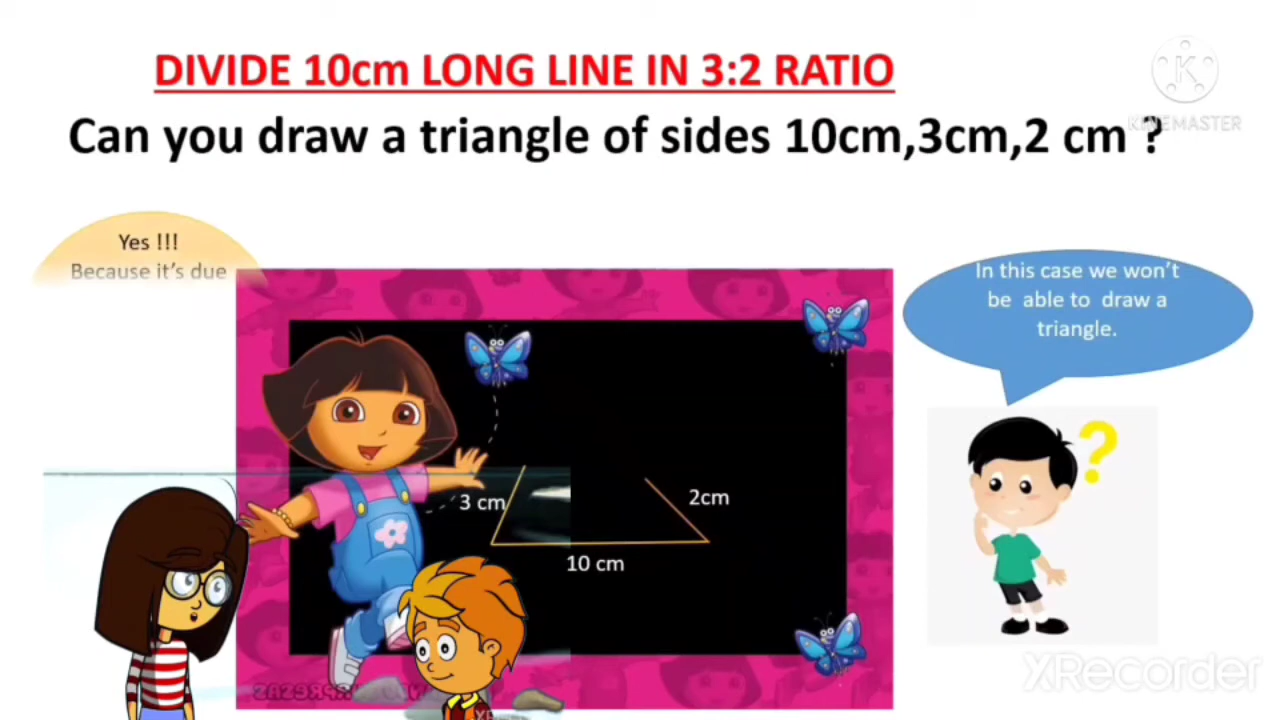 DIVIDE 10cm LONG LINE IN 3:2 RATIO
Can you draw a triangle of sides 10cm,3cm,2 cm ?
KINEMASTER
Yes !!!
Because it's due
In this case we won't
be able to draw a
triangle.
3 cm
2cm
10 cm
XRecorder